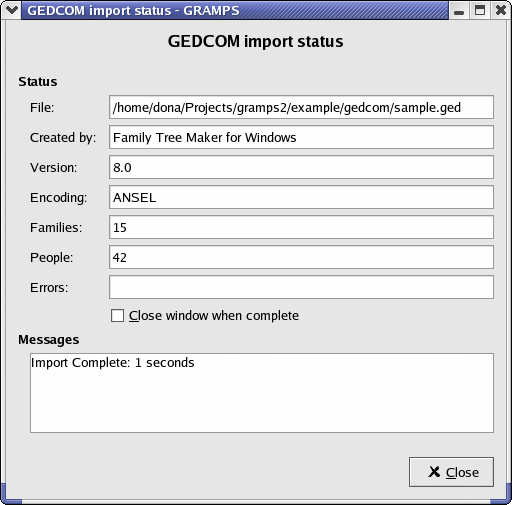 GEDCOM import status - GRAMPS
GEDCOM import status
Status
File: /home/dona/Projects/gramps2/example/gedcom/sample.ged
Created by: Family Tree Maker for Windows
Version: 8.0
Encoding: ANSEL
Families: 15
People: 42
Errors:
Close window when complete
Messages
Import Complete: 1 seconds
Close